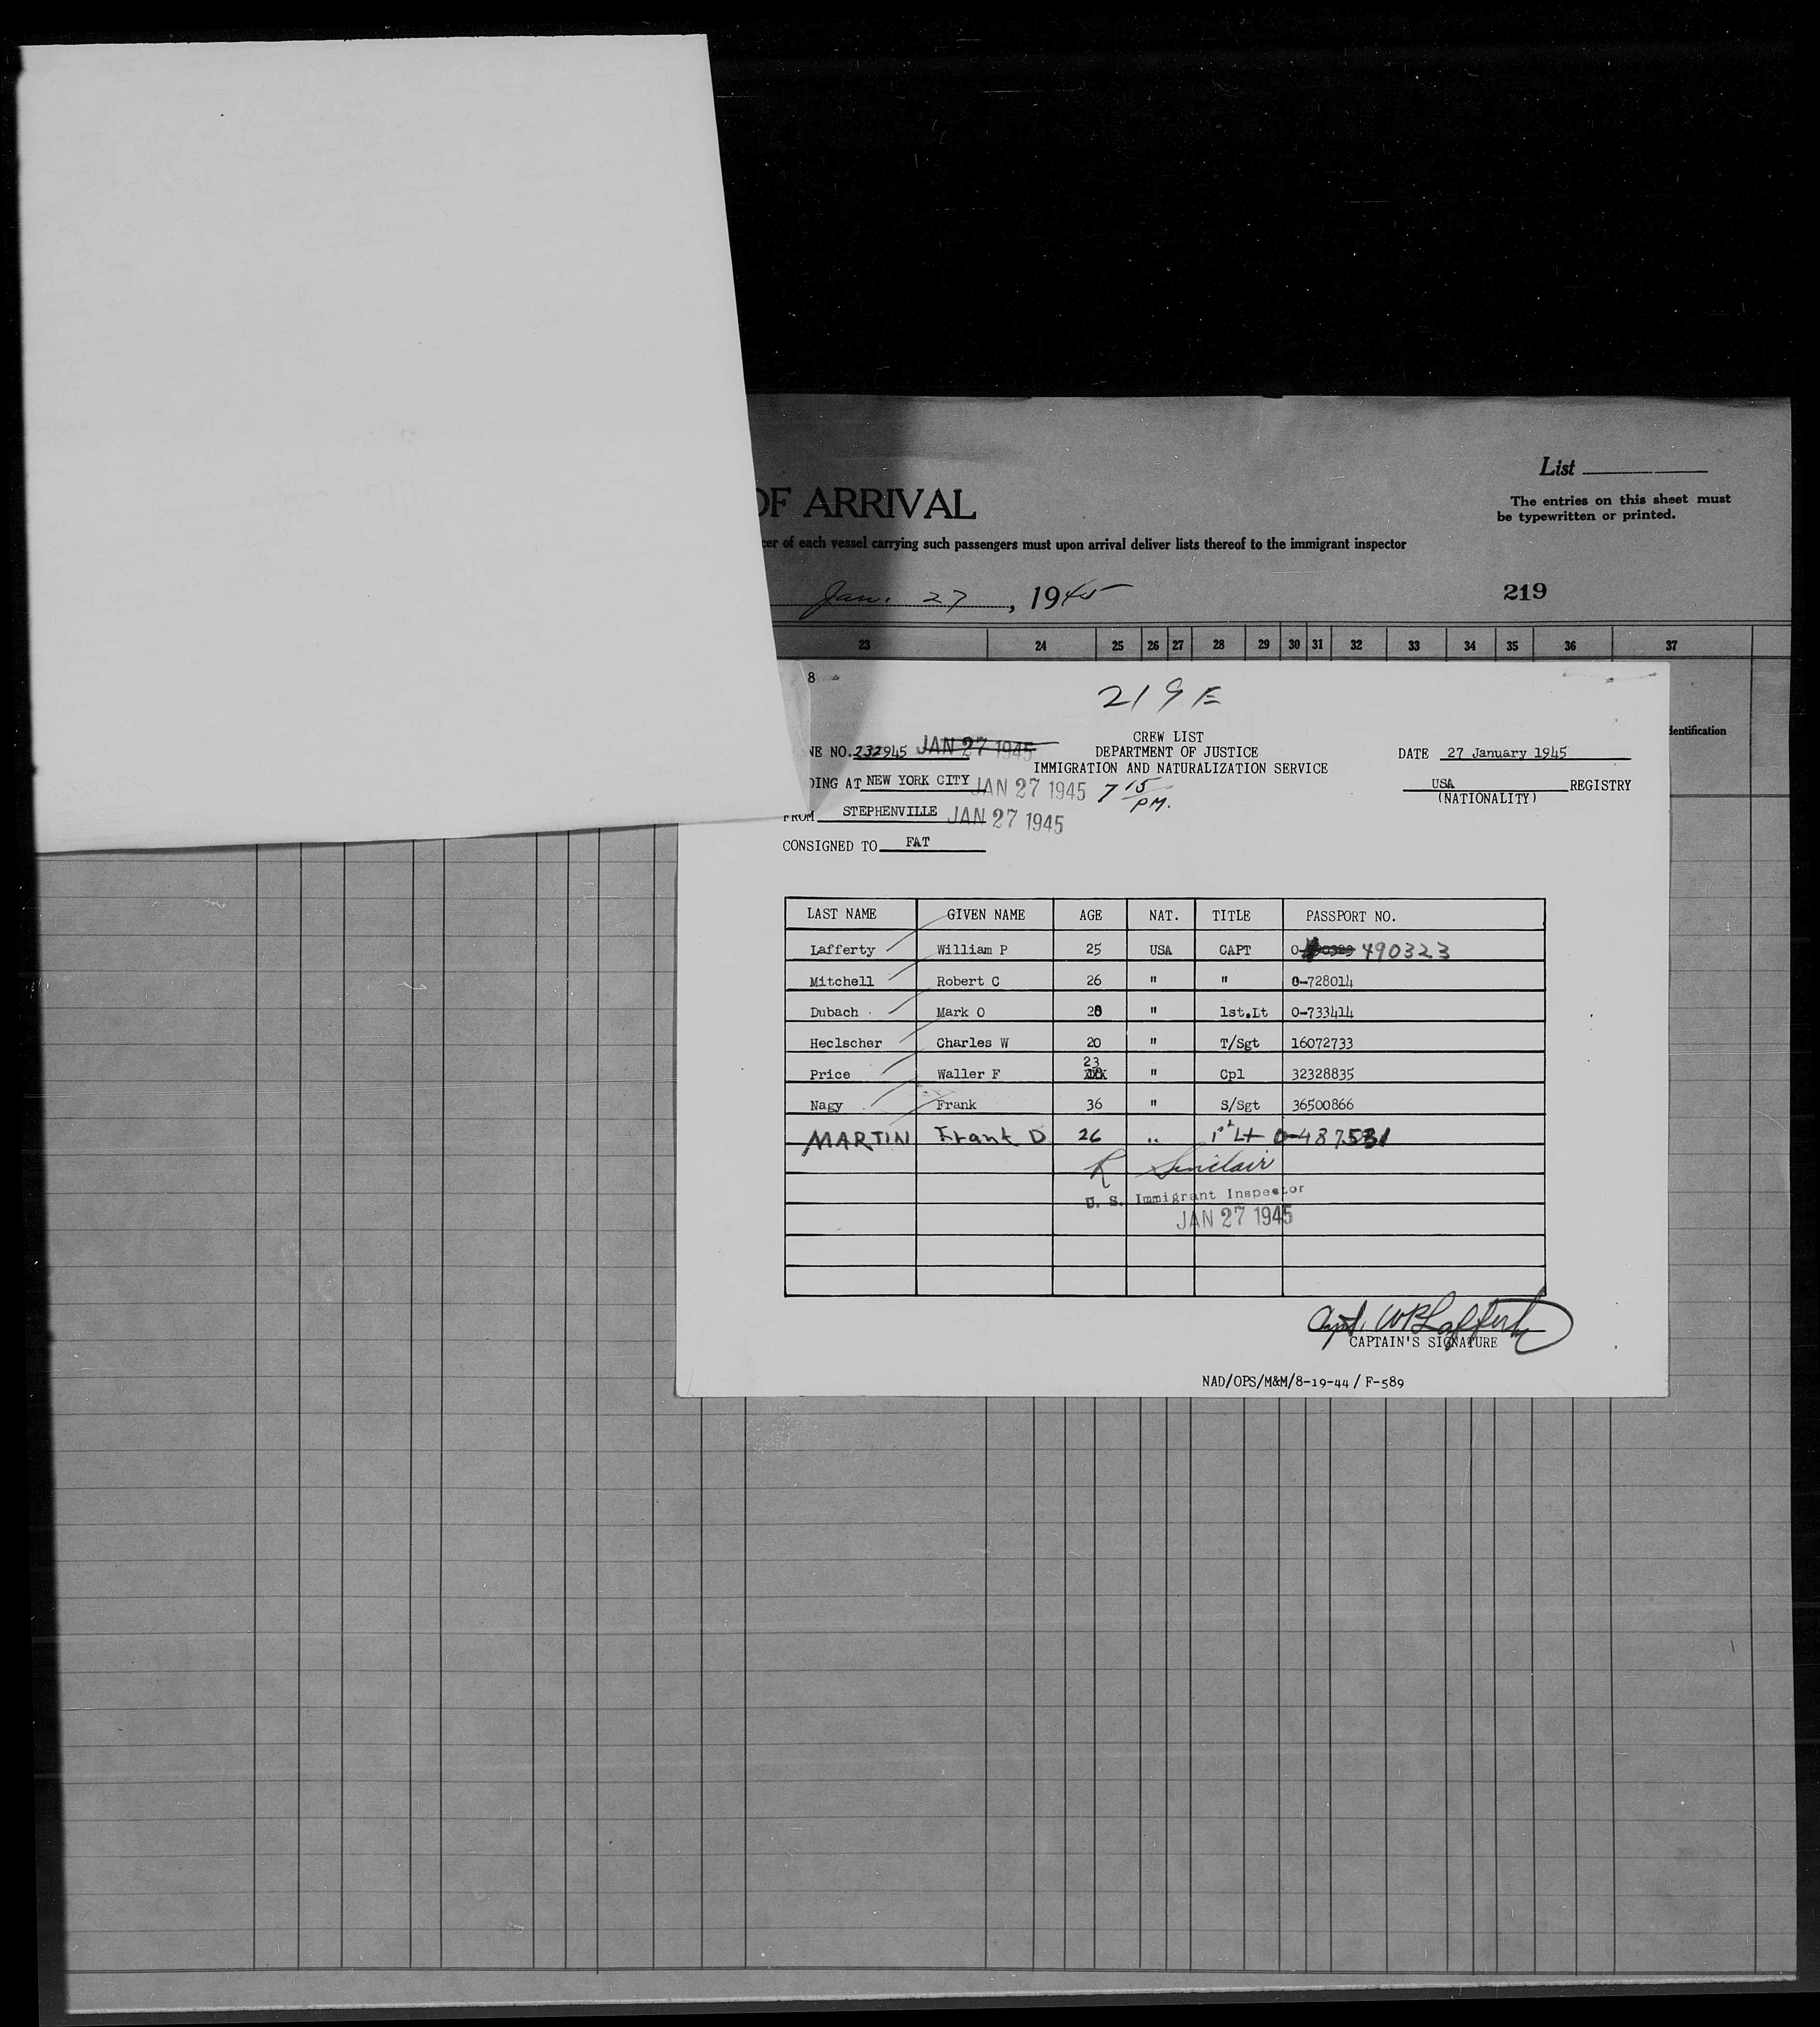 List
The entries on this sheet must
be typewritten or printed.
OF ARRIVAL
cer of each vessel carrying such passengers must upon arrival deliver lists thereof to the immigrant inspector
Jan. 27, 1945
219
23 24 25 26 27 28 29 30 31 32 33 34 35 36 37
8
219 E
dentification
CREW LIST
NE NO. 232945 JAN 27 1945 DEPARTMENT OF JUSTICE DATE 27 January 1945
IMMIGRATION AND NATURALIZATION SERVICE
DING AT NEW YORK CITY JAN 27 1945 7 15 PM. USA REGISTRY
(NATIONALITY)
FROM STEPHENVILLE JAN 27 1945
CONSIGNED TO FAT
LAST NAME GIVEN NAME AGE NAT. TITLE PASSPORT NO.
Lafferty William P 25 USA CAPT O- 490323
Mitchell Robert C 26 " " O-728014
Dubach Mark O 28 " 1st.Lt O-733414
Heclscher Charles W 20 " T/Sgt 16072733
Price Waller F 23 " Cpl 32328835
Nagy Frank 36 " S/Sgt 36500866
MARTIN Frank D 26 " 1st Lt O-487531
R Sinclair
U. S. Immigrant Inspector
JAN 27 1945
Capt. WP Lafferty
CAPTAIN'S SIGNATURE
NAD/OPS/M&M/8-19-44 / F-589